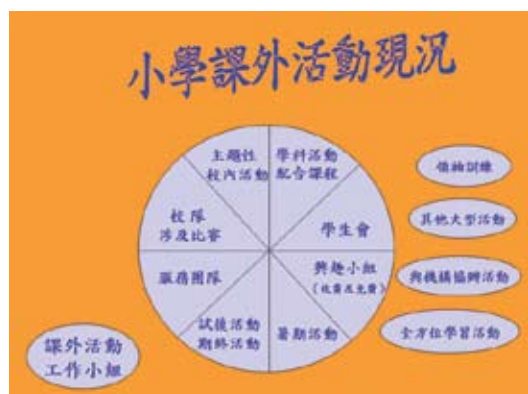 小學課外活動現況
主題性
校內活動
學科活動
配合課程
校隊
涉及比賽
學生會
服務團隊
興趣小組
(收費及免費)
試後活動
期終活動
暑期活動
領袖訓練
其他大型活動
與機構協辦活動
全方位學習活動
課外活動
工作小組